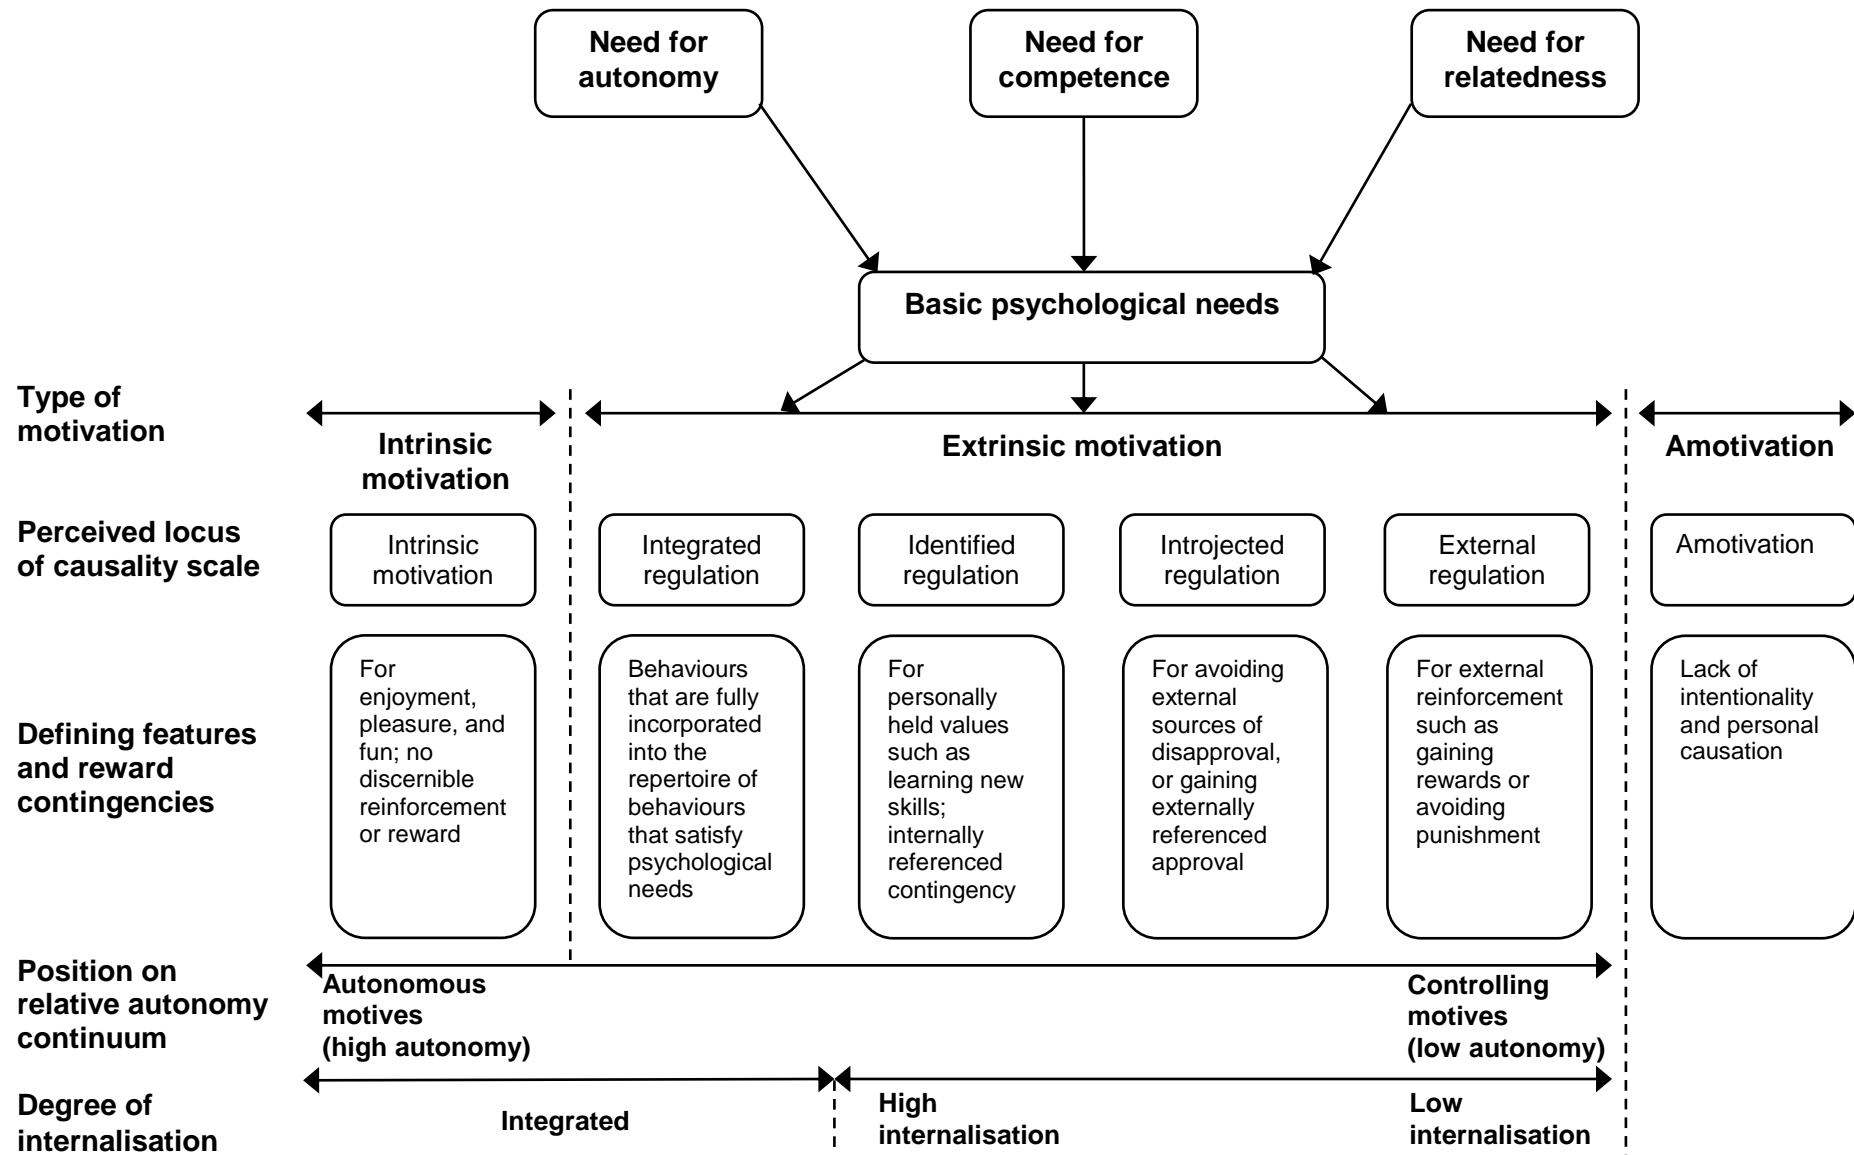 Need for
autonomy
Need for
competence
Need for
relatedness
Basic psychological needs
Type of
motivation
Intrinsic
motivation
Extrinsic motivation
Amotivation
Perceived locus
of causality scale
Intrinsic
motivation
Integrated
regulation
Identified
regulation
Introjected
regulation
External
regulation
Amotivation
Defining features
and reward
contingencies
For
enjoyment,
pleasure, and
fun; no
discernible
reinforcement
or reward
Behaviours
that are fully
incorporated
into the
repertoire of
behaviours
that satisfy
psychological
needs
For
personally
held values
such as
learning new
skills;
internally
referenced
contingency
For avoiding
external
sources of
disapproval,
or gaining
externally
referenced
approval
For external
reinforcement
such as
gaining
rewards or
avoiding
punishment
Lack of
intentionality
and personal
causation
Position on
relative autonomy
continuum
Autonomous
motives
(high autonomy)
Controlling
motives
(low autonomy)
Degree of
internalisation
Integrated
High
internalisation
Low
internalisation